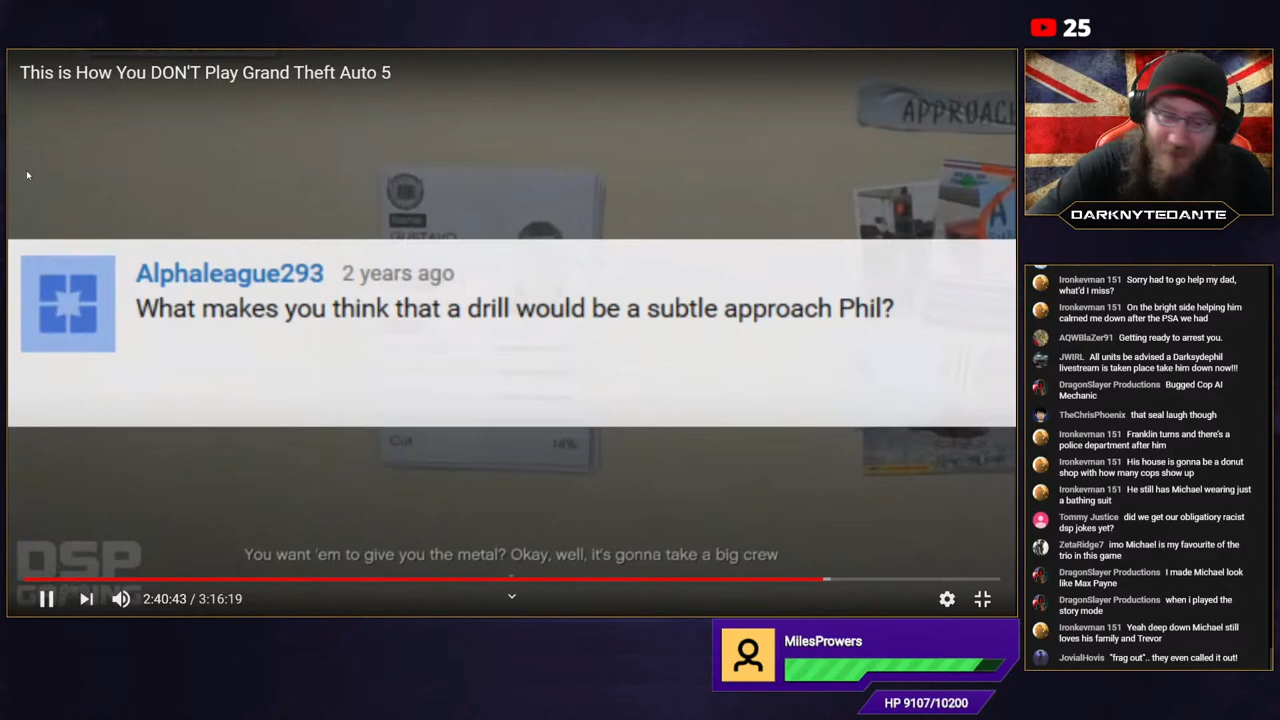 This is How You DON'T Play Grand Theft Auto 5
APPROACH
Alphaleague293 2 years ago
What makes you think that a drill would be a subtle approach Phil?
Cut 14%
You want 'em to give you the metal? Okay, well, it's gonna take a big crew
DSP
2:40:43 / 3:16:19
25
DARKNYTEDANTE
Ironkevman 151 Sorry had to go help my dad,
what'd I miss?
Ironkevman 151 On the bright side helping him
calmed me down after the PSA we had
AQWBlaZer91 Getting ready to arrest you.
JWIRL All units be advised a Darksydephil
livestream is taken place take him down now!!!
DragonSlayer Productions Bugged Cop AI
Mechanic
TheChrisPhoenix that seal laugh though
Ironkevman 151 Franklin turns and there's a
police department after him
Ironkevman 151 His house is gonna be a donut
shop with how many cops show up
Ironkevman 151 He still has Michael wearing just
a bathing suit
Tommy Justice did we get our obligatiory racist
dsp jokes yet?
ZetaRidge7 imo Michael is my favourite of the
trio in this game
DragonSlayer Productions I made Michael look
like Max Payne
DragonSlayer Productions when i played the
story mode
Ironkevman 151 Yeah deep down Michael still
loves his family and Trevor
JovialHovis "frag out".. they even called it out!
MilesProwers
HP 9107/10200